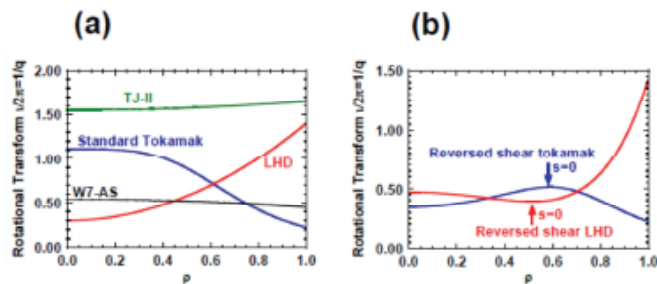 (a)
(b)
Rotational Transform ι/2π=1/q
2.00
1.50
1.00
0.50
0.00
TJ-II
Standard Tokamak
LHD
W7-AS
0.0 0.2 0.4 0.6 0.8 1.0
ρ
Rotational Transform ι/2π=1/q
1.50
1.00
0.50
0.00
Reversed shear tokamak
s=0
s=0
Reversed shear LHD
0.0 0.2 0.4 0.6 0.8 1.0
ρ